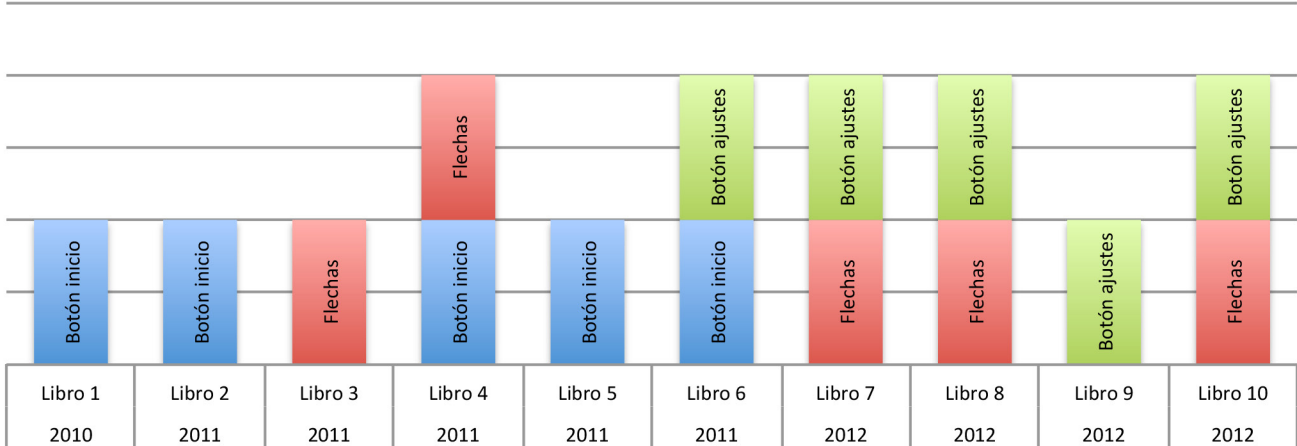 Flechas
Botón ajustes
Botón ajustes
Botón ajustes
Botón ajustes
Botón inicio
Botón inicio
Flechas
Botón inicio
Botón inicio
Botón inicio
Flechas
Flechas
Botón ajustes
Flechas
Libro 1 Libro 2 Libro 3 Libro 4 Libro 5 Libro 6 Libro 7 Libro 8 Libro 9 Libro 10
2010 2011 2011 2011 2011 2011 2012 2012 2012 2012